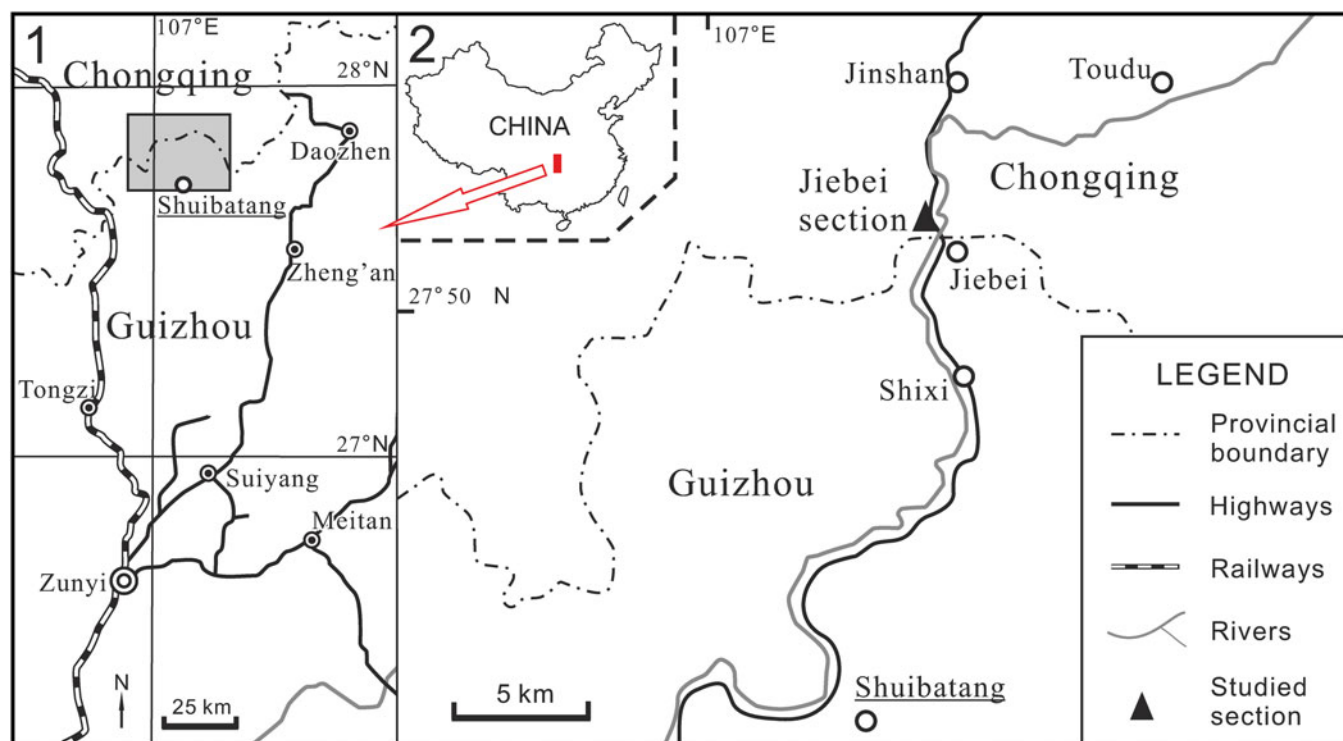 1
107°E
Chongqing
28°N
Daozhen
Shuibatang
Zheng'an
Guizhou
Tongzi
27°N
Suiyang
Meitan
Zunyi
N
25 km
2
CHINA
107°E
Jinshan
Toudu
Jiebei
section
Chongqing
Jiebei
27°50 N
Shixi
Guizhou
5 km
Shuibatang
LEGEND
Provincial
boundary
Highways
Railways
Rivers
Studied
section